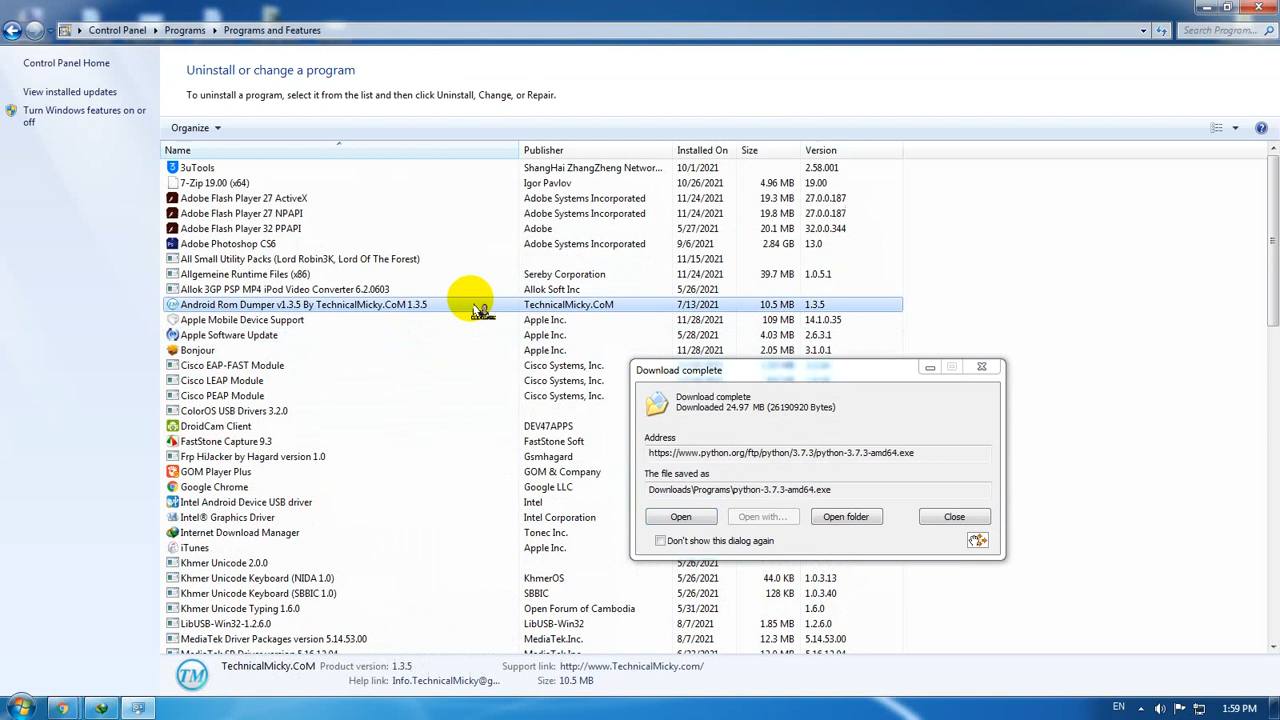 Control Panel Programs Programs and Features Search Program...
Control Panel Home
View installed updates
Turn Windows features on or
off
Uninstall or change a program
To uninstall a program, select it from the list and then click Uninstall, Change, or Repair.
Organize
Name Publisher Installed On Size Version
3uTools ShangHai ZhangZheng Networ... 10/1/2021 2.58.001
7-Zip 19.00 (x64) Igor Pavlov 10/26/2021 4.96 MB 19.00
Adobe Flash Player 27 ActiveX Adobe Systems Incorporated 11/24/2021 19.3 MB 27.0.0.187
Adobe Flash Player 27 NPAPI Adobe Systems Incorporated 11/24/2021 19.8 MB 27.0.0.187
Adobe Flash Player 32 PPAPI Adobe 5/27/2021 20.1 MB 32.0.0.344
Adobe Photoshop CS6 Adobe Systems Incorporated 9/6/2021 2.84 GB 13.0
All Small Utility Packs (Lord Robin3K, Lord Of The Forest) 11/15/2021
Allgemeine Runtime Files (x86) Sereby Corporation 11/24/2021 39.7 MB 1.0.5.1
Allok 3GP PSP MP4 iPod Video Converter 6.2.0603 Allok Soft Inc 5/26/2021
Android Rom Dumper v1.3.5 By TechnicalMicky.CoM 1.3.5 TechnicalMicky.CoM 7/13/2021 10.5 MB 1.3.5
Apple Mobile Device Support Apple Inc. 11/28/2021 109 MB 14.1.0.35
Apple Software Update Apple Inc. 5/28/2021 4.03 MB 2.6.3.1
Bonjour Apple Inc. 11/28/2021 2.05 MB 3.1.0.1
Cisco EAP-FAST Module Cisco Systems, Inc.
Cisco LEAP Module Cisco Systems, Inc.
Cisco PEAP Module Cisco Systems, Inc.
ColorOS USB Drivers 3.2.0
DroidCam Client DEV47APPS
FastStone Capture 9.3 FastStone Soft
Frp HiJacker by Hagard version 1.0 Gsmhagard
GOM Player Plus GOM & Company
Google Chrome Google LLC
Intel Android Device USB driver Intel
Intel® Graphics Driver Intel Corporation
Internet Download Manager Tonec Inc.
iTunes Apple Inc.
Khmer Unicode 2.0.0 5/26/2021
Khmer Unicode Keyboard (NIDA 1.0) KhmerOS 5/26/2021 44.0 KB 1.0.3.13
Khmer Unicode Keyboard (SBBIC 1.0) SBBIC 5/26/2021 128 KB 1.0.3.40
Khmer Unicode Typing 1.6.0 Open Forum of Cambodia 5/31/2021 1.6.0
LibUSB-Win32-1.2.6.0 LibUSB-Win32 8/7/2021 1.85 MB 1.2.6.0
MediaTek Driver Packages version 5.14.53.00 MediaTek.Inc. 8/7/2021 12.3 MB 5.14.53.00
Download complete
Download complete
Downloaded 24.97 MB (26190920 Bytes)
Address
https://www.python.org/ftp/python/3.7.3/python-3.7.3-amd64.exe
The file saved as
Downloads\Programs\python-3.7.3-amd64.exe
Open Open with... Open folder Close
Don't show this dialog again
TM TechnicalMicky.CoM Product version: 1.3.5 Support link: http://www.TechnicalMicky.com/
Help link: Info.TechnicalMicky@g... Size: 10.5 MB
EN 1:59 PM